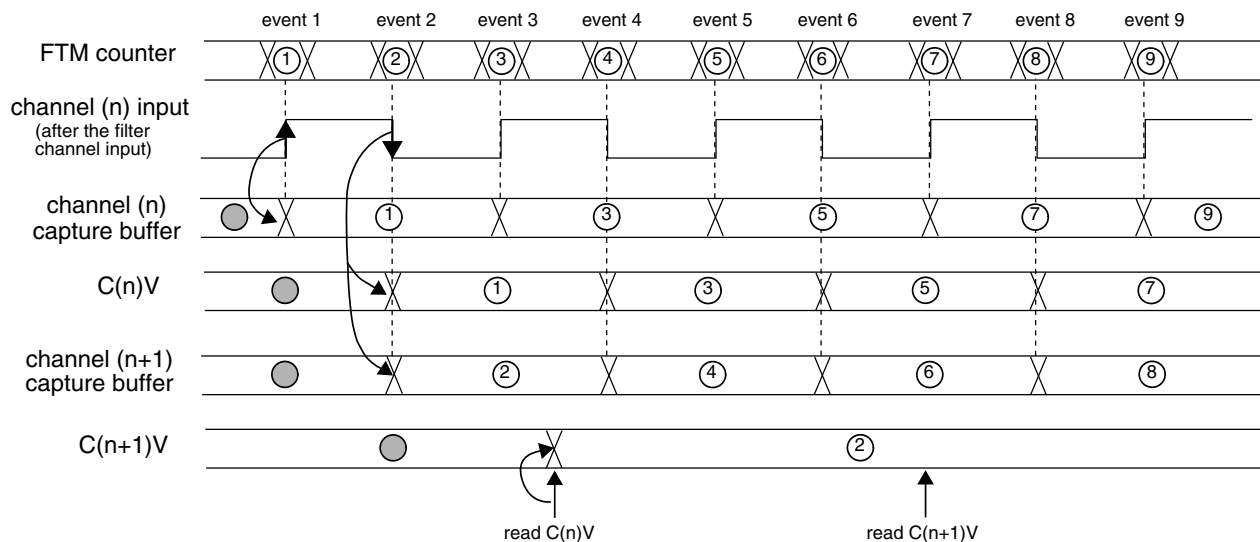 event 1 event 2 event 3 event 4 event 5 event 6 event 7 event 8 event 9
FTM counter
1 2 3 4 5 6 7 8 9
channel (n) input
(after the filter
channel input)
channel (n)
capture buffer
1 3 5 7 9
C(n)V
1 3 5 7
channel (n+1)
capture buffer
2 4 6 8
C(n+1)V
2
read C(n)V read C(n+1)V